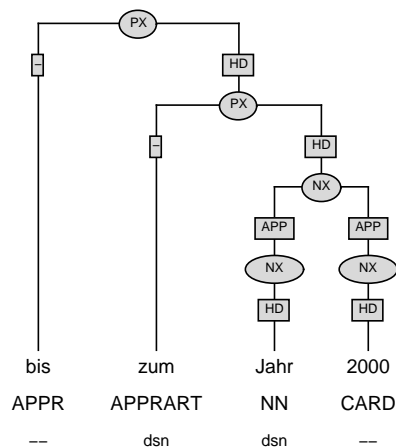 PX
– HD
PX
– HD
NX
APP APP
NX NX
HD HD
bis zum Jahr 2000
APPR APPRART NN CARD
-- dsn dsn --